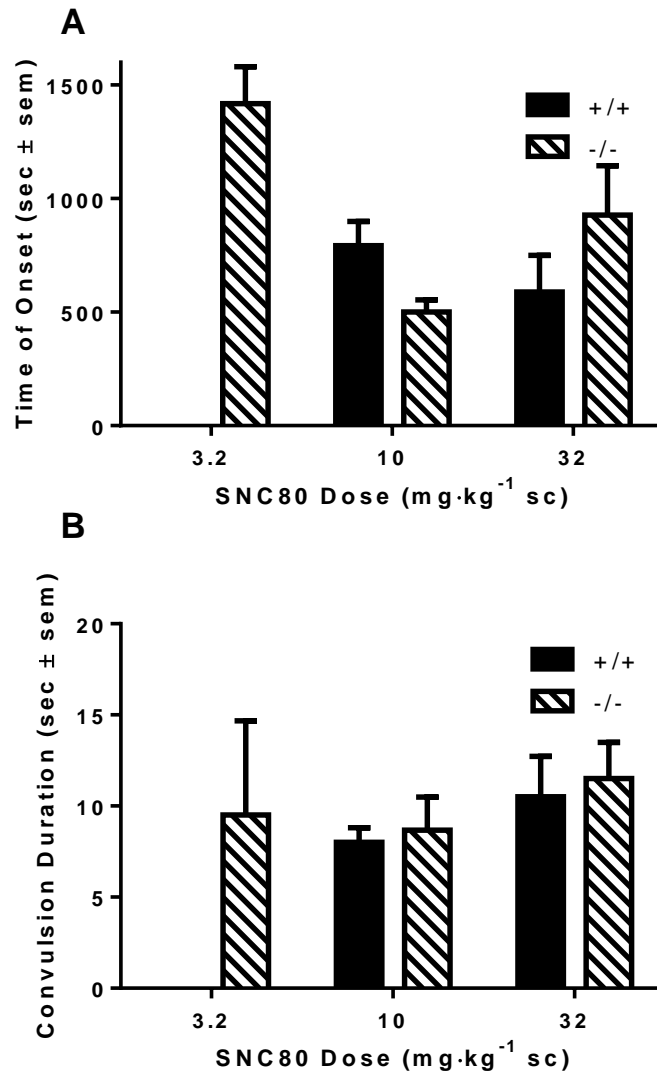 A
Time of Onset (sec ± sem)
1500
1000
500
0
+/+
-/-
3.2 10 32
SNC80 Dose (mg·kg⁻¹ sc)
B
Convulsion Duration (sec ± sem)
20
15
10
5
0
+/+
-/-
3.2 10 32
SNC80 Dose (mg·kg⁻¹ sc)